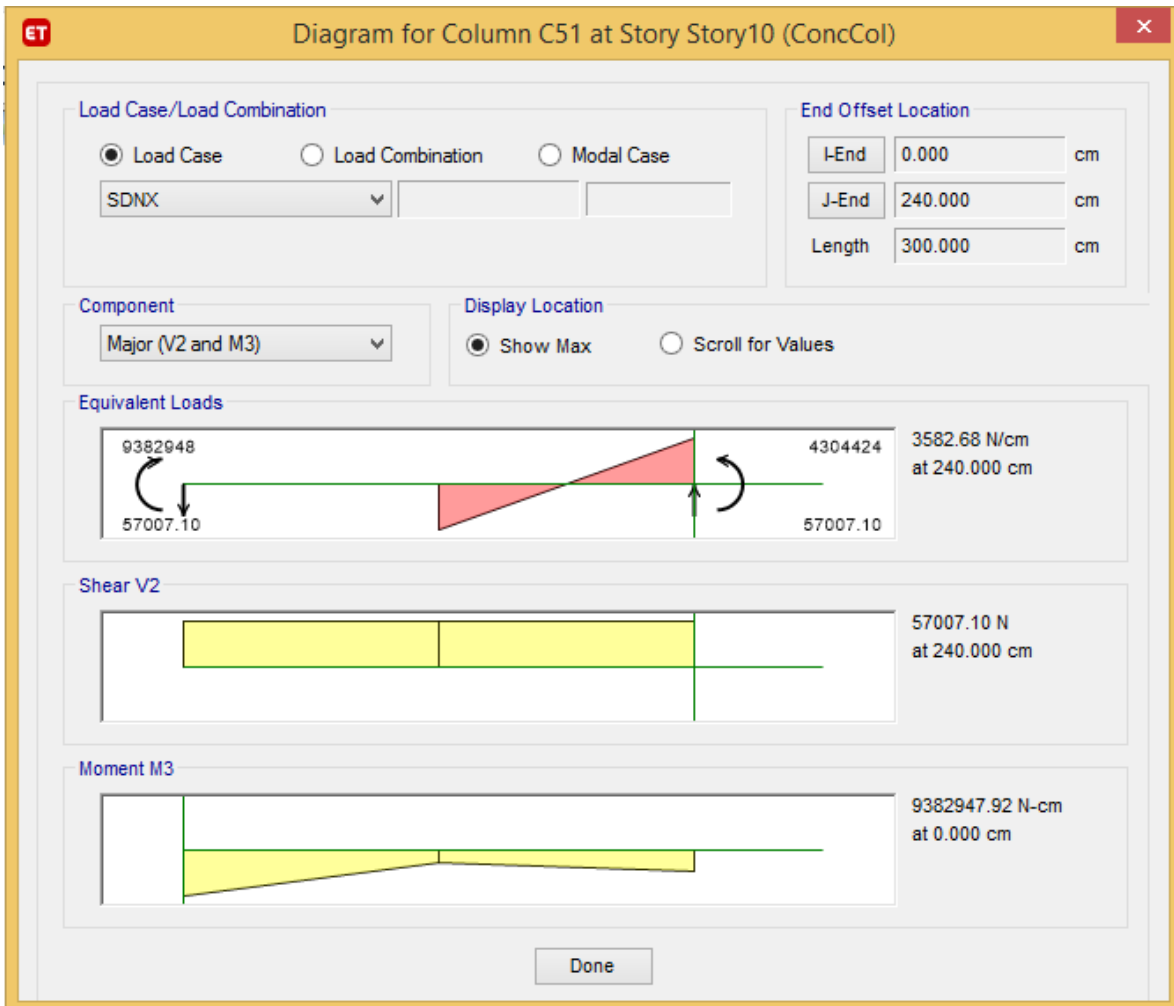 ET
Diagram for Column C51 at Story Story10 (ConcCol)
Load Case/Load Combination
Load Case Load Combination Modal Case
SDNX
End Offset Location
I-End 0.000 cm
J-End 240.000 cm
Length 300.000 cm
Component
Major (V2 and M3)
Display Location
Show Max Scroll for Values
Equivalent Loads
9382948 4304424
57007.10 57007.10
3582.68 N/cm
at 240.000 cm
Shear V2
57007.10 N
at 240.000 cm
Moment M3
9382947.92 N-cm
at 0.000 cm
Done